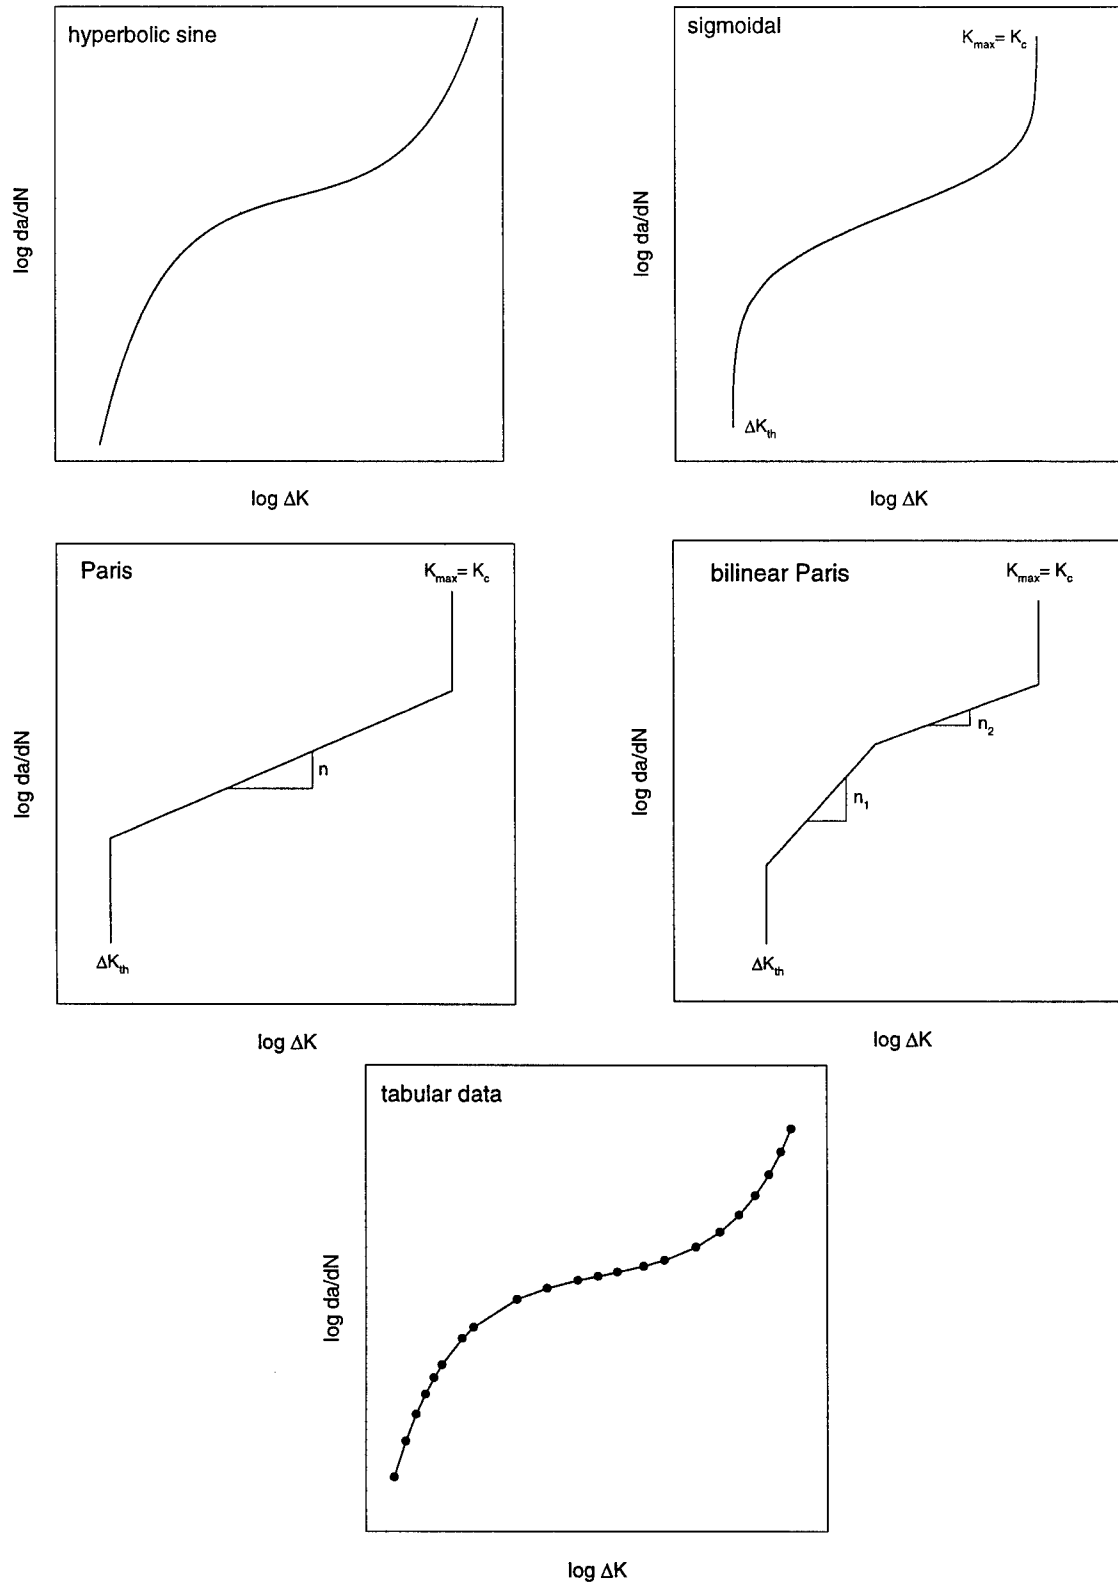 hyperbolic sine
log da/dN
log ΔK
sigmoidal
K_max = K_c
log da/dN
ΔK_th
log ΔK
Paris
K_max = K_c
log da/dN
n
ΔK_th
log ΔK
bilinear Paris
K_max = K_c
log da/dN
n_2
n_1
ΔK_th
log ΔK
tabular data
log da/dN
log ΔK